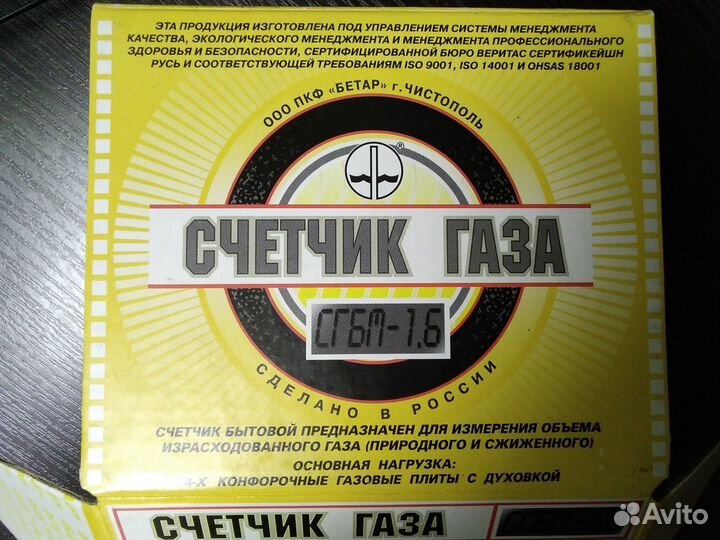 ЭТА ПРОДУКЦИЯ ИЗГОТОВЛЕНА ПОД УПРАВЛЕНИЕМ СИСТЕМЫ МЕНЕДЖМЕНТА
КАЧЕСТВА, ЭКОЛОГИЧЕСКОГО МЕНЕДЖМЕНТА И МЕНЕДЖМЕНТА ПРОФЕССИОНАЛЬНОГО
ЗДОРОВЬЯ И БЕЗОПАСНОСТИ, СЕРТИФИЦИРОВАННОЙ БЮРО ВЕРИТАС СЕРТИФИКЕЙШН
РУСЬ И СООТВЕТСТВУЮЩЕЙ ТРЕБОВАНИЯМ ISO 9001, ISO 14001 И OHSAS 18001
ООО ПКФ «БЕТАР» г. ЧИСТОПОЛЬ
®
СЧЕТЧИК ГАЗА
СГБМ-1,6
СДЕЛАНО В РОССИИ
СЧЕТЧИК БЫТОВОЙ ПРЕДНАЗНАЧЕН ДЛЯ ИЗМЕРЕНИЯ ОБЪЕМА
ИЗРАСХОДОВАННОГО ГАЗА (ПРИРОДНОГО И СЖИЖЕННОГО)
ОСНОВНАЯ НАГРУЗКА:
4-Х КОНФОРОЧНЫЕ ГАЗОВЫЕ ПЛИТЫ С ДУХОВКОЙ
СЧЕТЧИК ГАЗА
Avito